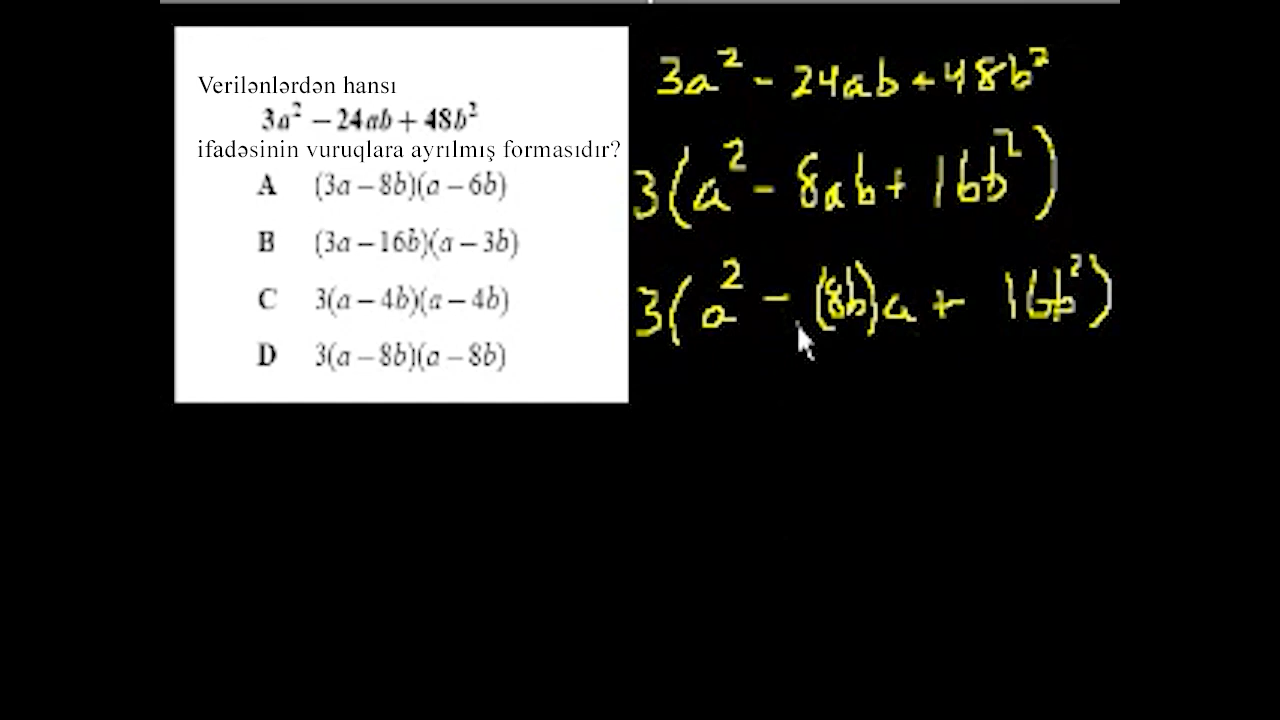 Verilənlərdən hansı
3a² − 24ab + 48b²
ifadəsinin vuruqlara ayrılmış formasıdır?
A (3a − 8b)(a − 6b)
B (3a − 16b)(a − 3b)
C 3(a − 4b)(a − 4b)
D 3(a − 8b)(a − 8b)
3a² - 24ab + 48b²
3(a² - 8ab + 16b²)
3(a² - (8b)a + 16b²)